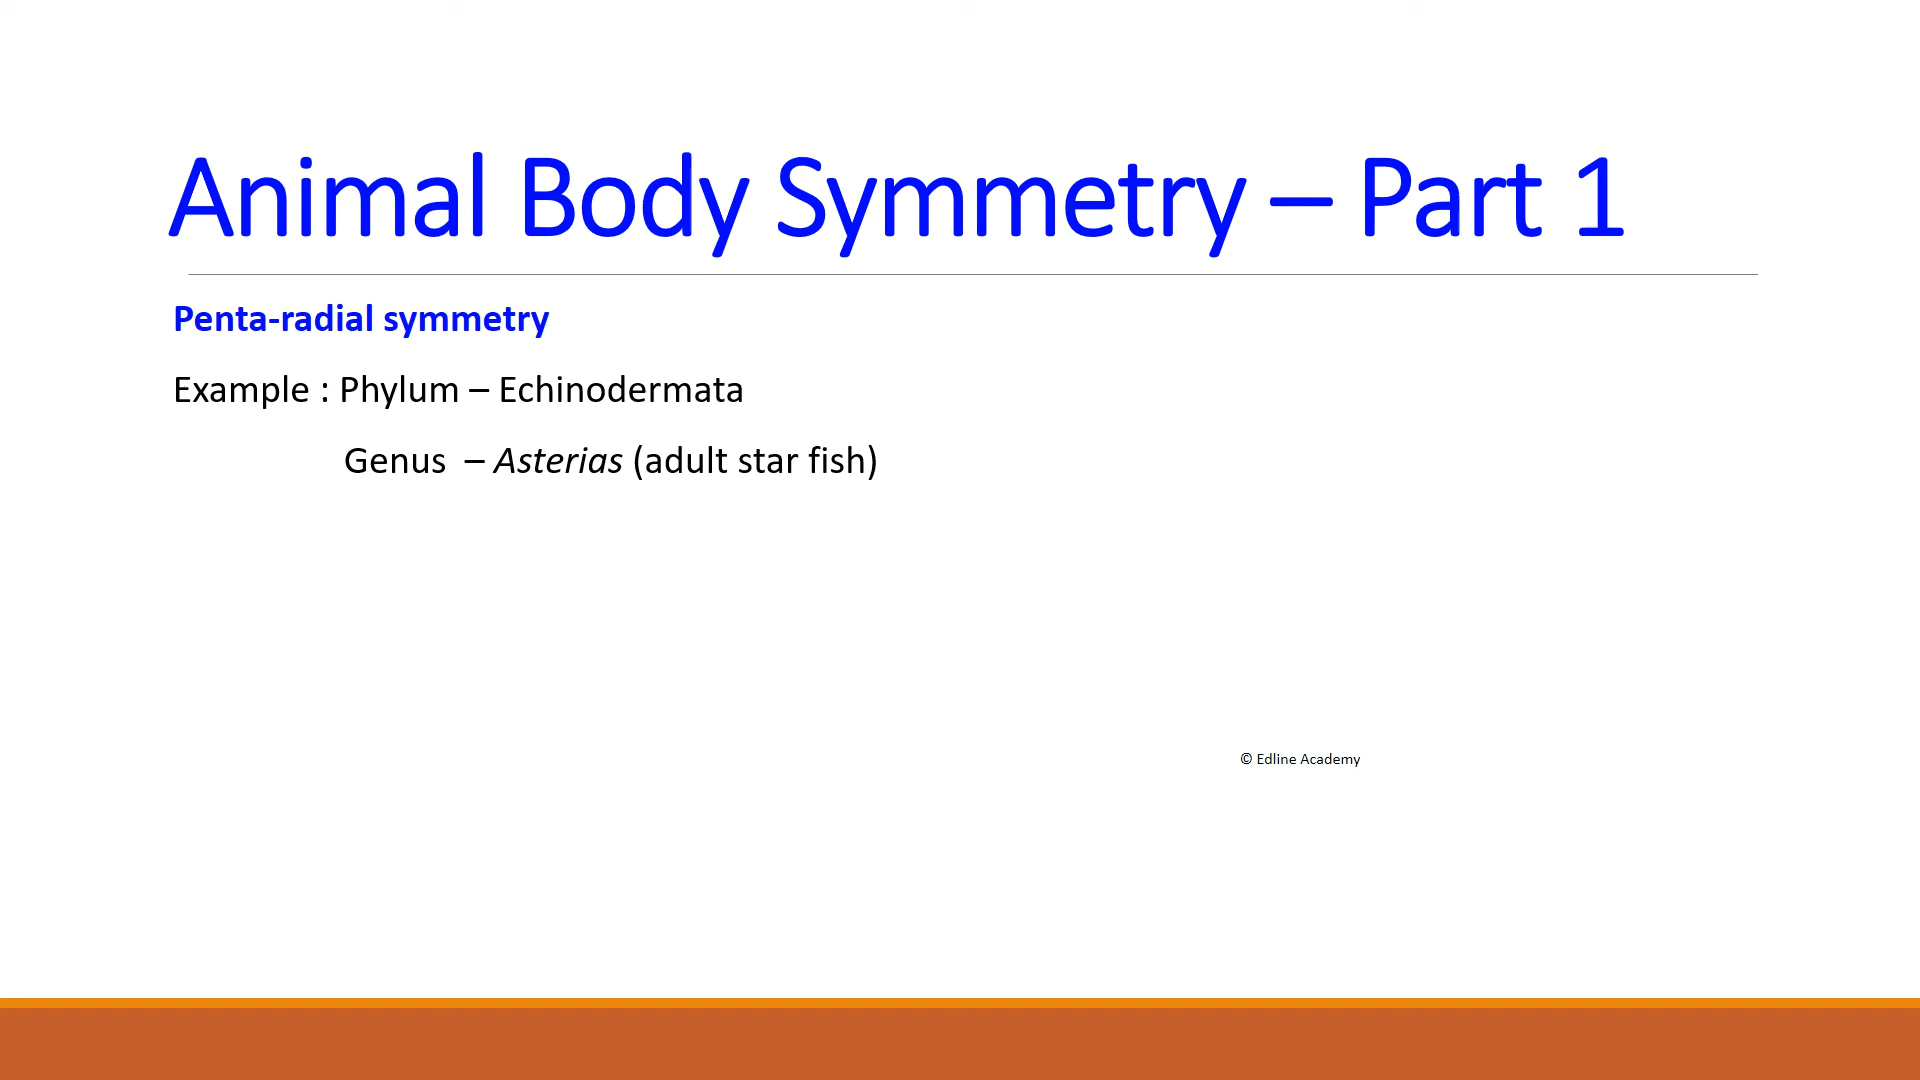 Animal Body Symmetry – Part 1
Penta-radial symmetry
Example : Phylum – Echinodermata
Genus – Asterias (adult star fish)
© Edline Academy